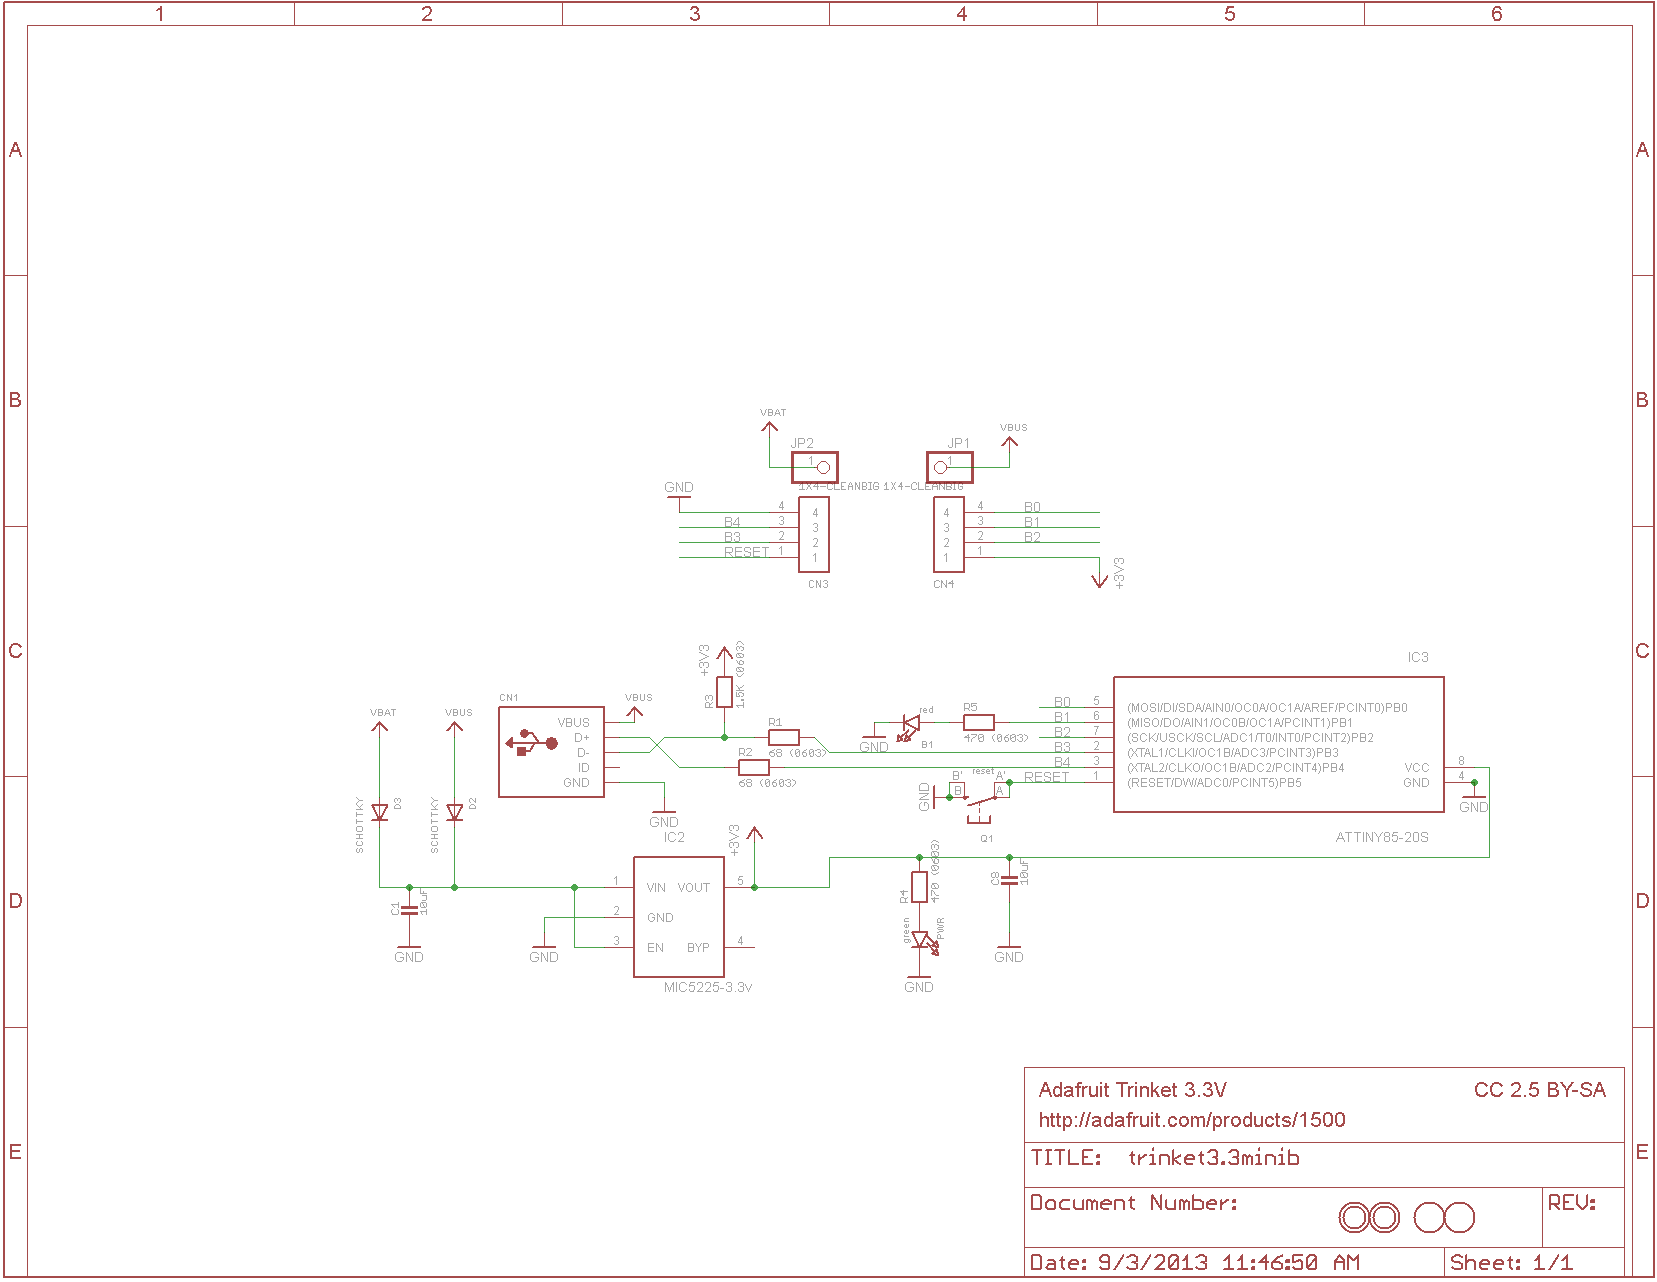 1 2 3 4 5 6
A A
B B
C C
D D
E E
VBAT
JP2
1
VBUS
JP1
1
1X4-CLEANBIG
1X4-CLEANBIG
GND
4 4
B4 3 3
B3 2 2
RESET 1 1
CN3
4 4 B0
3 3 B1
2 2 B2
1 1
+3V3
CN4
+3V3
R3
1.5K (0603)
CN1
VBUS
VBUS
D+
D-
ID
GND
GND
R1
68 (0603)
R2
68 (0603)
red
B1
GND
R5
470 (0603)
IC3
B0 5 (MOSI/DI/SDA/AIN0/OC0A/OC1A/AREF/PCINT0)PB0
B1 6 (MISO/DO/AIN1/OC0B/OC1A/PCINT1)PB1
B2 7 (SCK/USCK/SCL/ADC1/T0/INT0/PCINT2)PB2
B3 2 (XTAL1/CLKI/OC1B/ADC3/PCINT3)PB3
B4 3 (XTAL2/CLKO/OC1B/ADC2/PCINT4)PB4
RESET 1 (RESET/DW/ADC0/PCINT5)PB5
VCC 8
GND 4
GND
ATTINY85-20S
GND
B' reset A'
B A
Q1
VBAT
VBUS
SCHOTTKY
D3
SCHOTTKY
D2
C1
10uF
GND
GND
IC2
+3V3
1 VIN VOUT 5
2 GND
3 EN BYP 4
MIC5225-3.3v
R4
470 (0603)
green
PWR
GND
C8
10uF
GND
Adafruit Trinket 3.3V CC 2.5 BY-SA
http://adafruit.com/products/1500
TITLE: trinket3.3minib
Document Number: REV:
Date: 9/3/2013 11:46:50 AM Sheet: 1/1